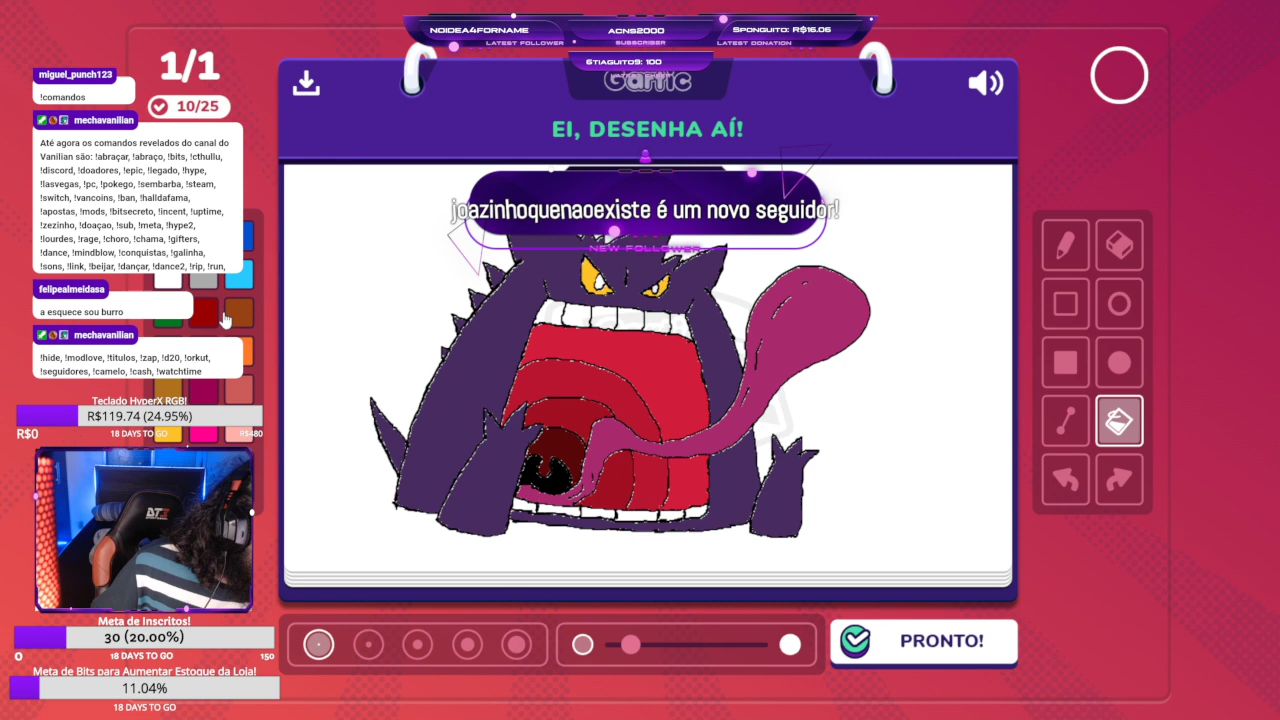 NOIDEA4FORNAME
LATEST FOLLOWER
ACNS2000
SUBSCRIBER
SPONGUITO: R$16.06
LATEST DONATION
6TIAGUITO9: 100
Gartic
EI, DESENHA AÍ!
1/1
10/25
miguel_punch123
!comandos
mechavanilian
Até agora os comandos revelados do canal do
Vanilian são: !abraçar, !abraço, !bits, !cthullu,
!discord, !doadores, !epic, !legado, !hype,
!lasvegas, !pc, !pokego, !sembarba, !steam,
!switch, !vancoins, !ban, !halldafama,
!apostas, !mods, !bitsecreto, !incent, !uptime,
!zezinho, !doaçao, !sub, !meta, !hype2,
!lourdes, !rage, !choro, !chama, !gifters,
!dance, !mindblow, !conquistas, !galinha,
!sons, !link, !beijar, !dançar, !dance2, !rip, !run,
felipealmeidasa
a esquece sou burro
mechavanilian
!hide, !modlove, !titulos, !zap, !d20, !orkut,
!seguidores, !camelo, !cash, !watchtime
joazinhoquenaoexiste é um novo seguidor!
NEW FOLLOWER
Teclado HyperX RGB!
R$119.74 (24.95%)
R$0
18 DAYS TO GO
R$480
DT3
Meta de Inscritos!
30 (20.00%)
0
18 DAYS TO GO
150
Meta de Bits para Aumentar Estoque da Loja!
11.04%
18 DAYS TO GO
PRONTO!